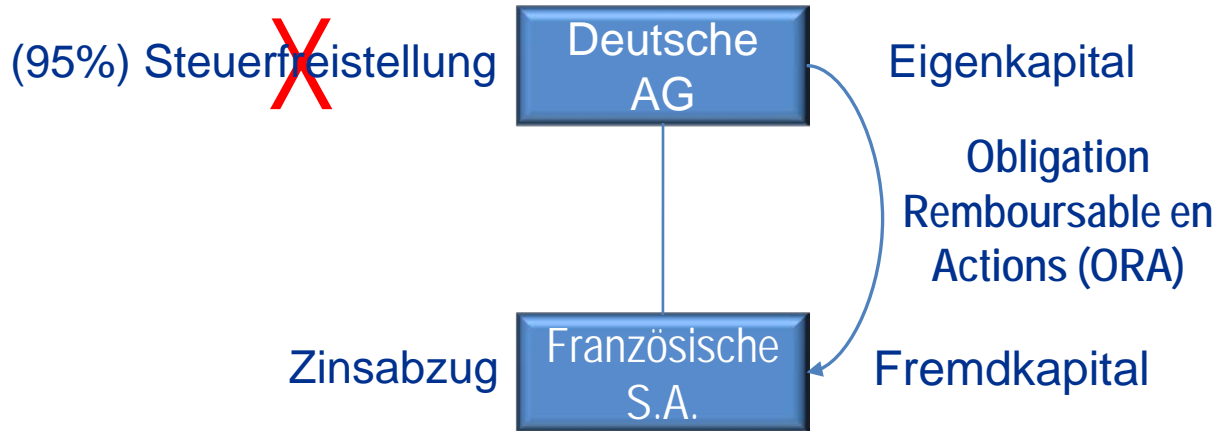 (95%) Steuerfreistellung
Deutsche
AG
Eigenkapital
Obligation
Remboursable en
Actions (ORA)
Zinsabzug
Französische
S.A.
Fremdkapital